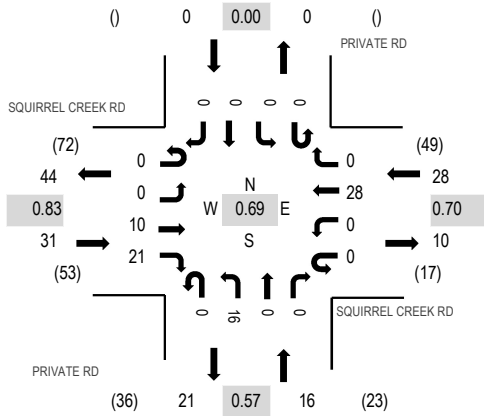 () 0 0.00 0 ()
PRIVATE RD
SQUIRREL CREEK RD
0 0 0 0
(72) (49)
44 0 0 28
0 N 28
0.83 W 0.69 E 0.70
10 0
31 S 10
21 0
(53) (17)
0 16 0 0
SQUIRREL CREEK RD
PRIVATE RD
(36) 21 0.57 16 (23)